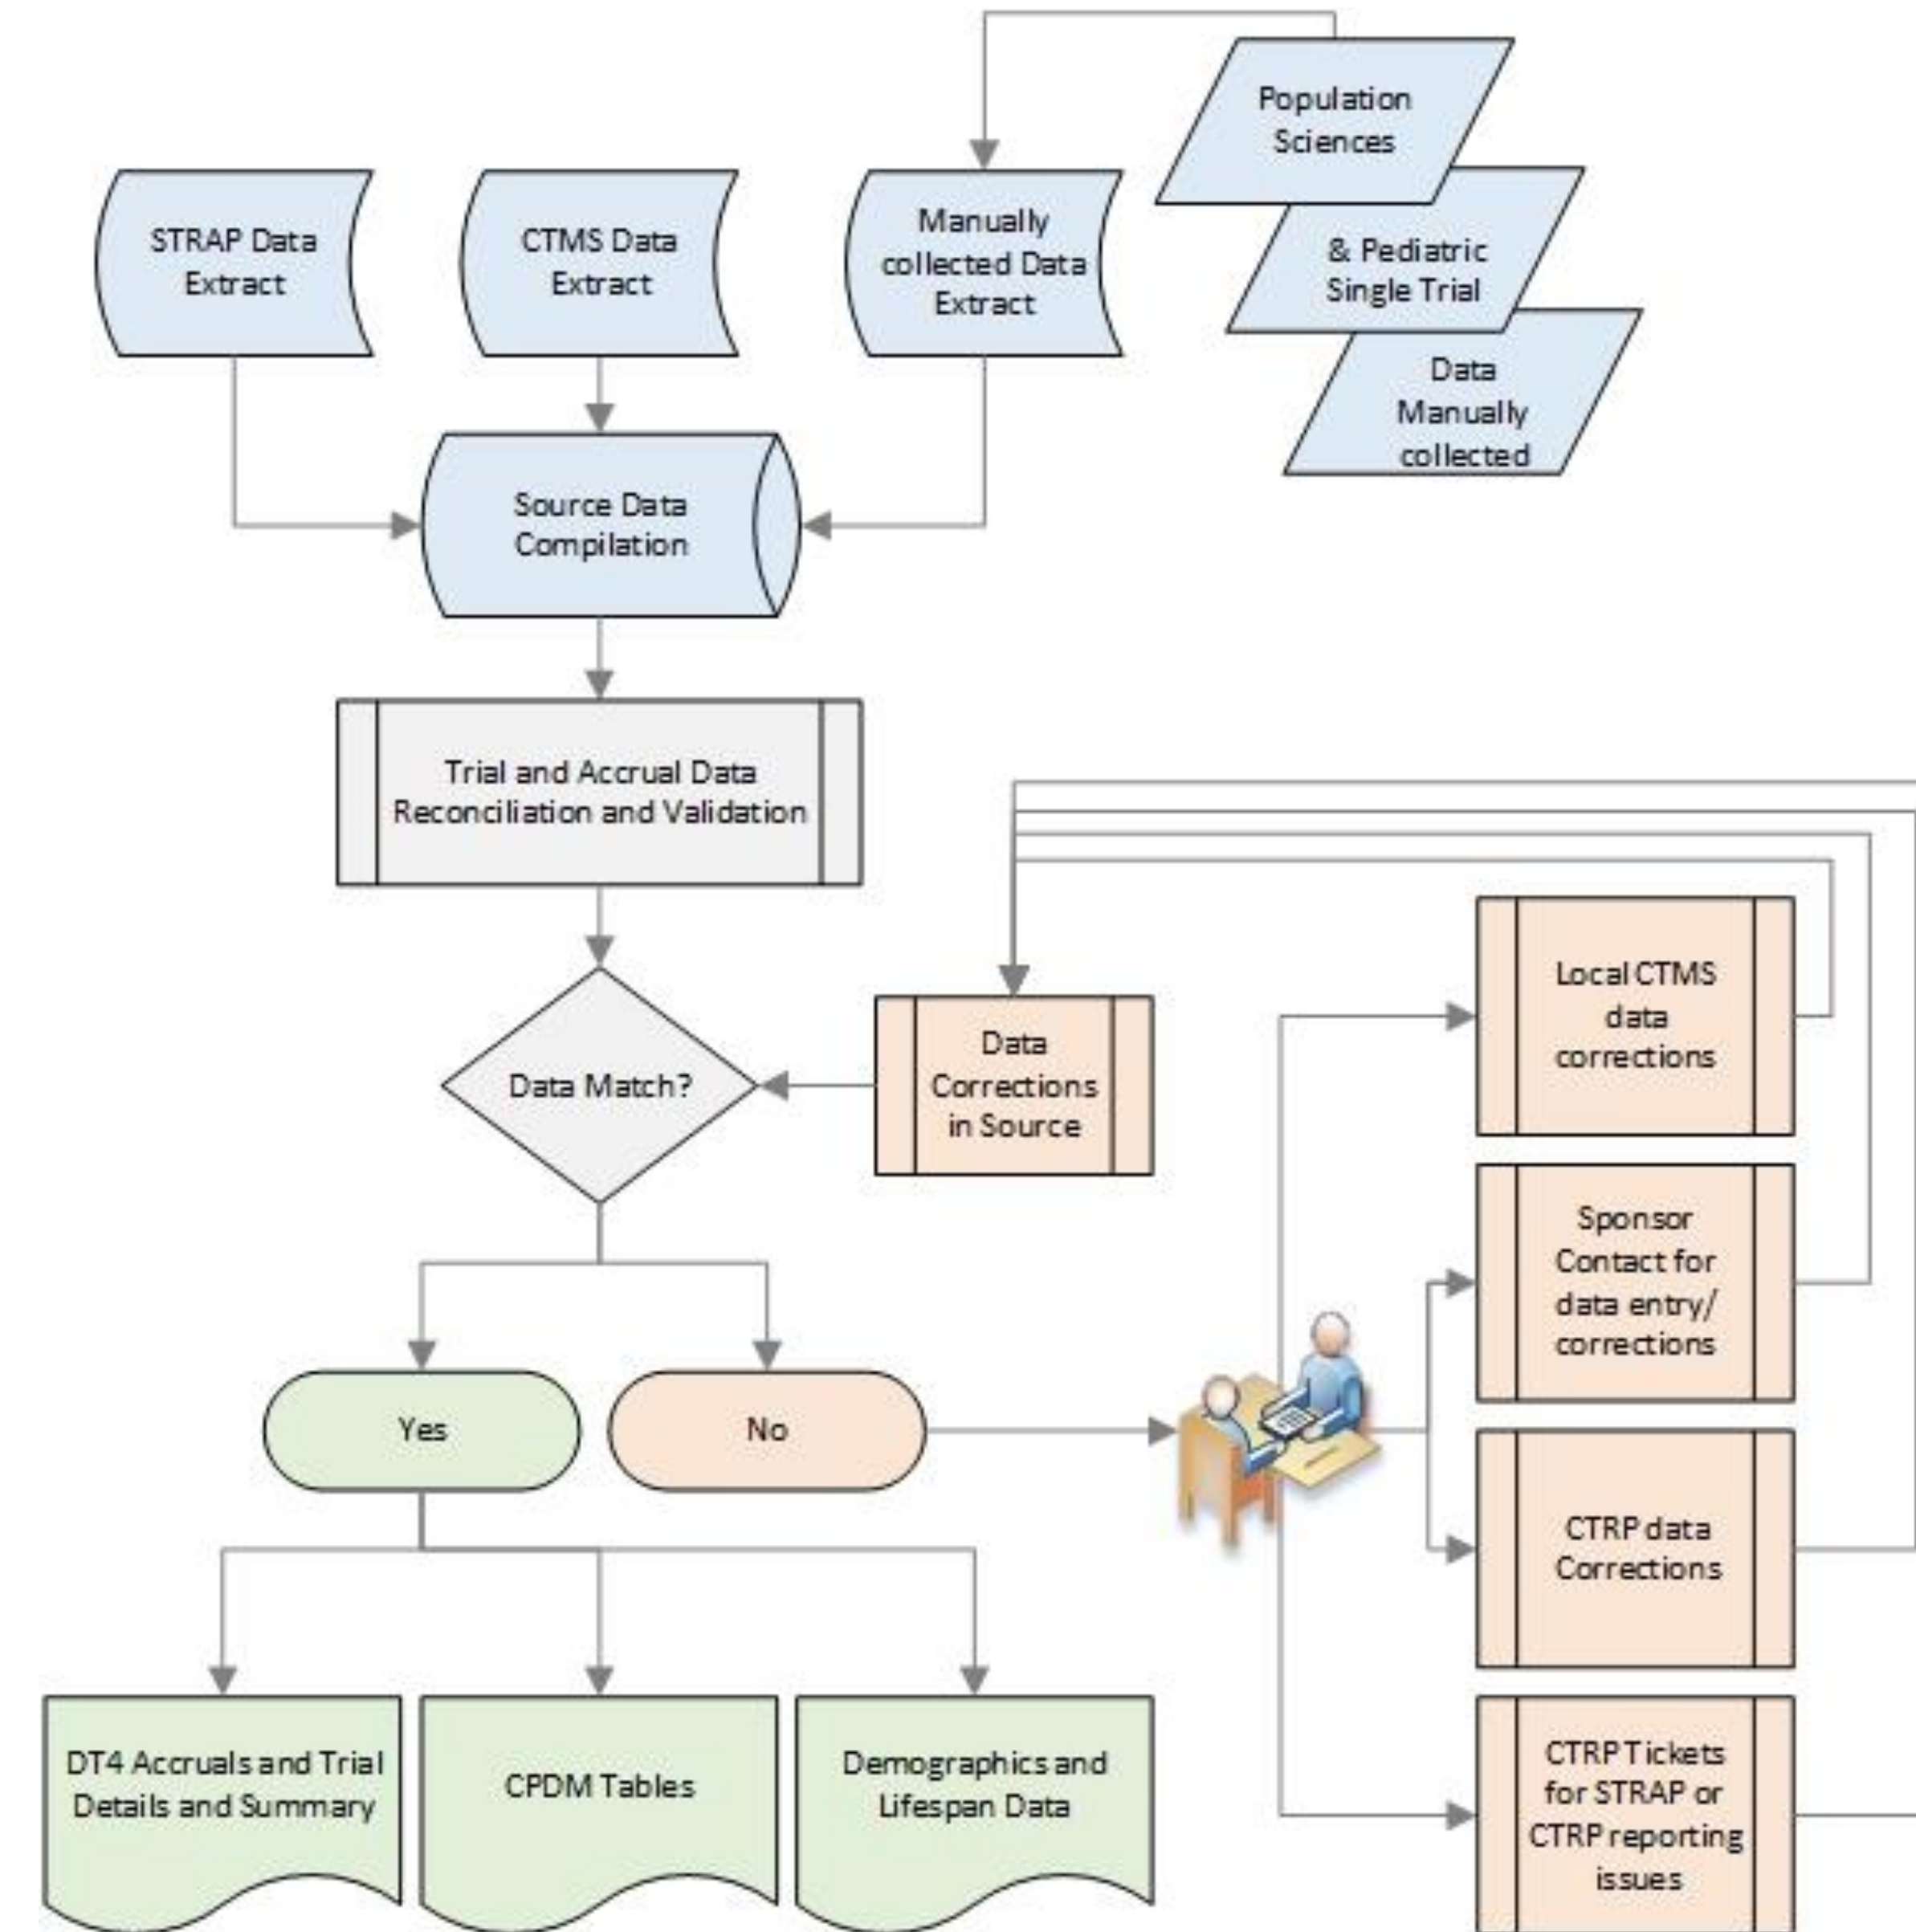 Population
Sciences
& Pediatric
Single Trial
Data
Manually
collected
STRAP Data
Extract
CTMS Data
Extract
Manually
collected Data
Extract
Source Data
Compilation
Trial and Accrual Data
Reconciliation and Validation
Data Match?
Data
Corrections
in Source
Local CTMS
data
corrections
Sponsor
Contact for
data entry/
corrections
Yes
No
CTRP data
Corrections
DT4 Accruals and Trial
Details and Summary
CPDM Tables
Demographics and
Lifespan Data
CTRP Tickets
for STRAP or
CTRP reporting
issues